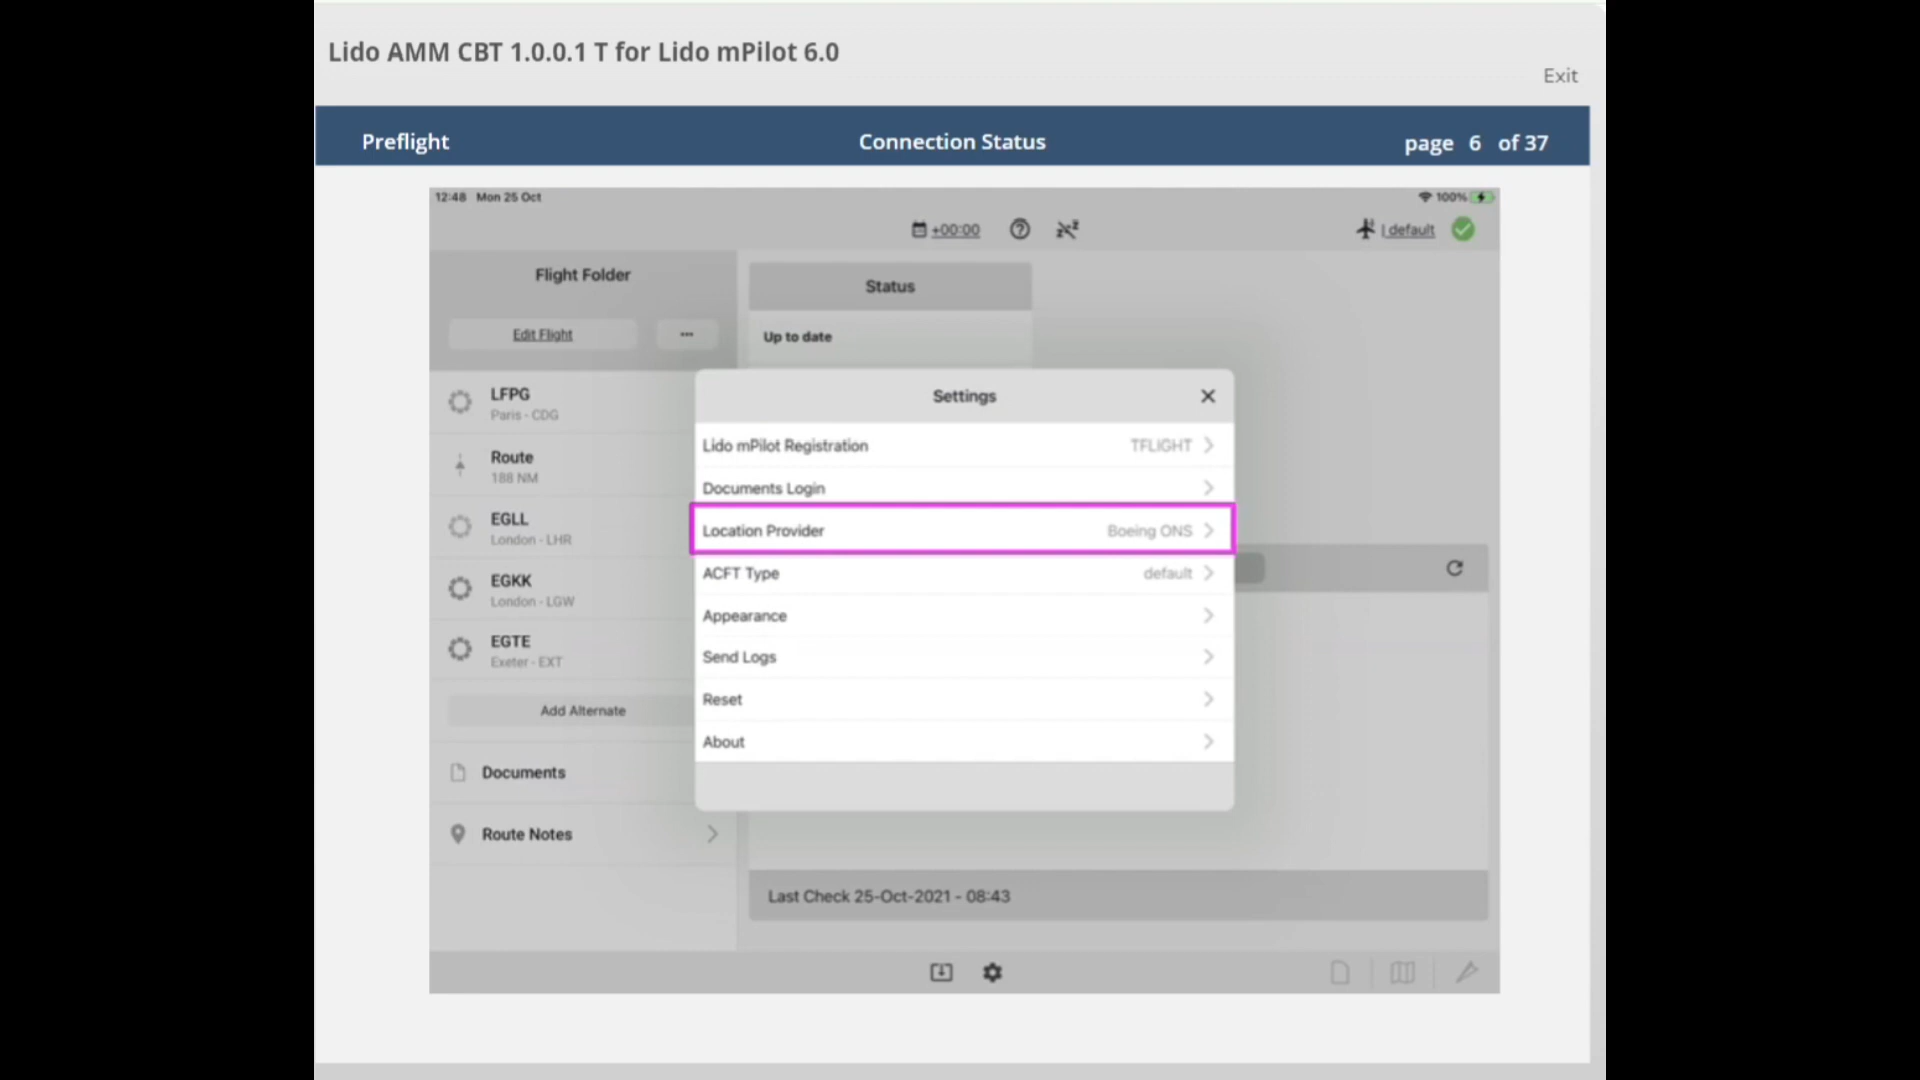 Lido AMM CBT 1.0.0.1 T for Lido mPilot 6.0
Exit
Preflight
Connection Status
page 6 of 37
12:48 Mon 25 Oct
100%
+00:00
| default
Flight Folder
Edit Flight
...
Status
Up to date
LFPG
Paris - CDG
Route
188 NM
EGLL
London - LHR
EGKK
London - LGW
EGTE
Exeter - EXT
Add Alternate
Documents
Route Notes
Settings
Lido mPilot Registration TFLIGHT
Documents Login
Location Provider Boeing ONS
ACFT Type default
Appearance
Send Logs
Reset
About
Last Check 25-Oct-2021 - 08:43